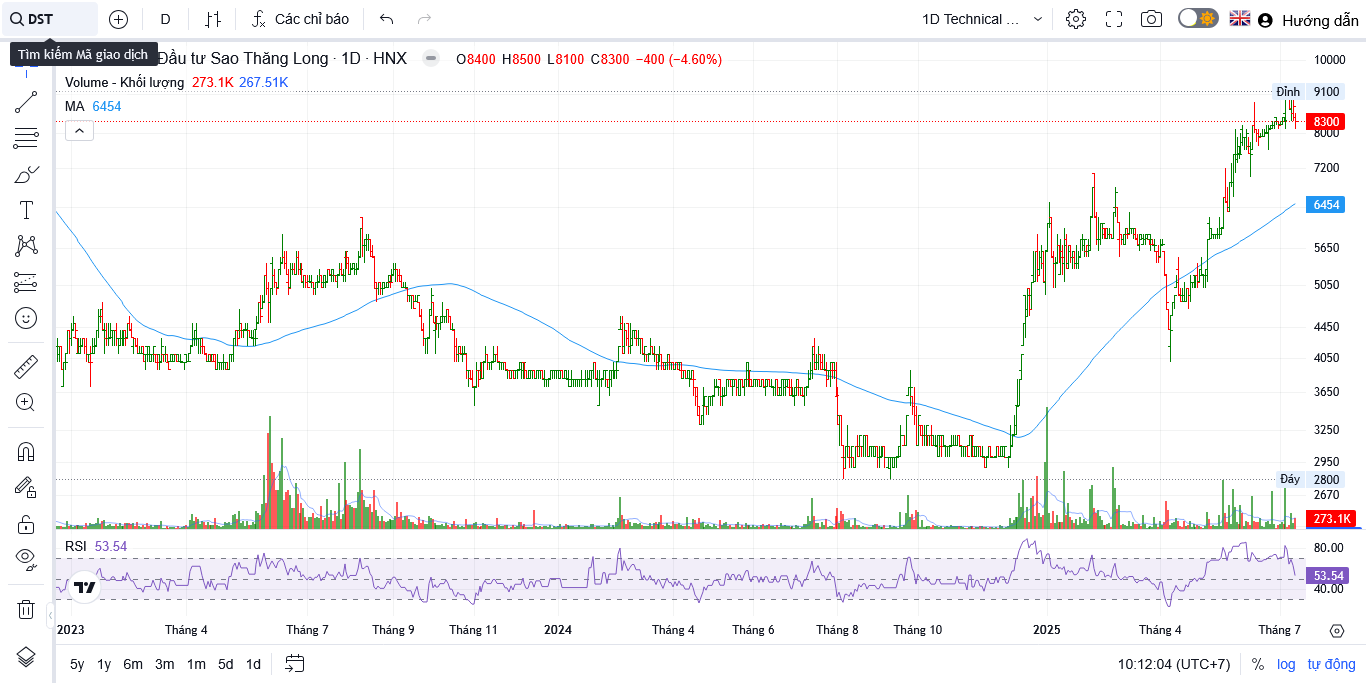 DST D Các chỉ báo 1D Technical ... Hướng dẫn
Tìm kiếm Mã giao dịch
Đầu tư Sao Thăng Long · 1D · HNX O8400 H8500 L8100 C8300 −400 (−4.60%)
Volume - Khối lượng 273.1K 267.51K
MA 6454
10000
Đỉnh 9100
8300
8000
7200
6454
5650
5050
4450
4050
3650
3250
2950
Đáy 2800
2670
273.1K
RSI 53.54
80.00
53.54
40.00
2023 Tháng 4 Tháng 7 Tháng 9 Tháng 11 2024 Tháng 4 Tháng 6 Tháng 8 Tháng 10 2025 Tháng 4 Tháng 7
5y 1y 6m 3m 1m 5d 1d 10:12:04 (UTC+7) % log tự động